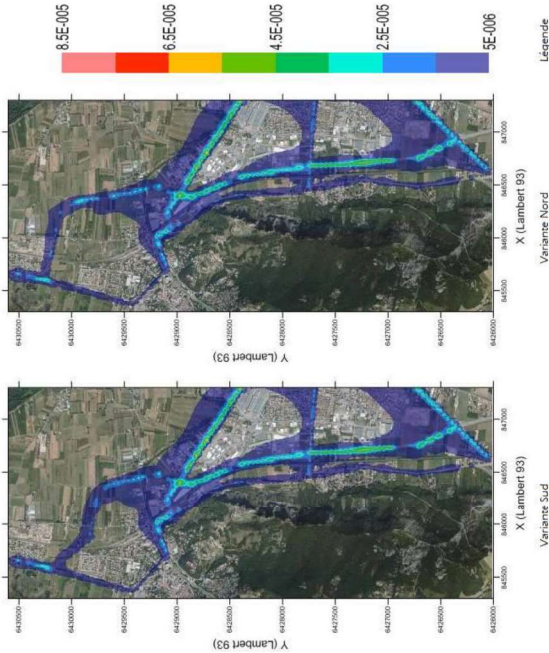 8.5E-005
6.5E-005
4.5E-005
2.5E-005
5E-006
Légende
6430500
6430000
6429500
6429000
6428500
6428000
6427500
6427000
6426500
6426000
Y (Lambert 93)
845500
846000
846500
847000
X (Lambert 93)
Variante Nord
6430500
6430000
6429500
6429000
6428500
6428000
6427500
6427000
6426500
6426000
Y (Lambert 93)
845500
846000
846500
847000
X (Lambert 93)
Variante Sud